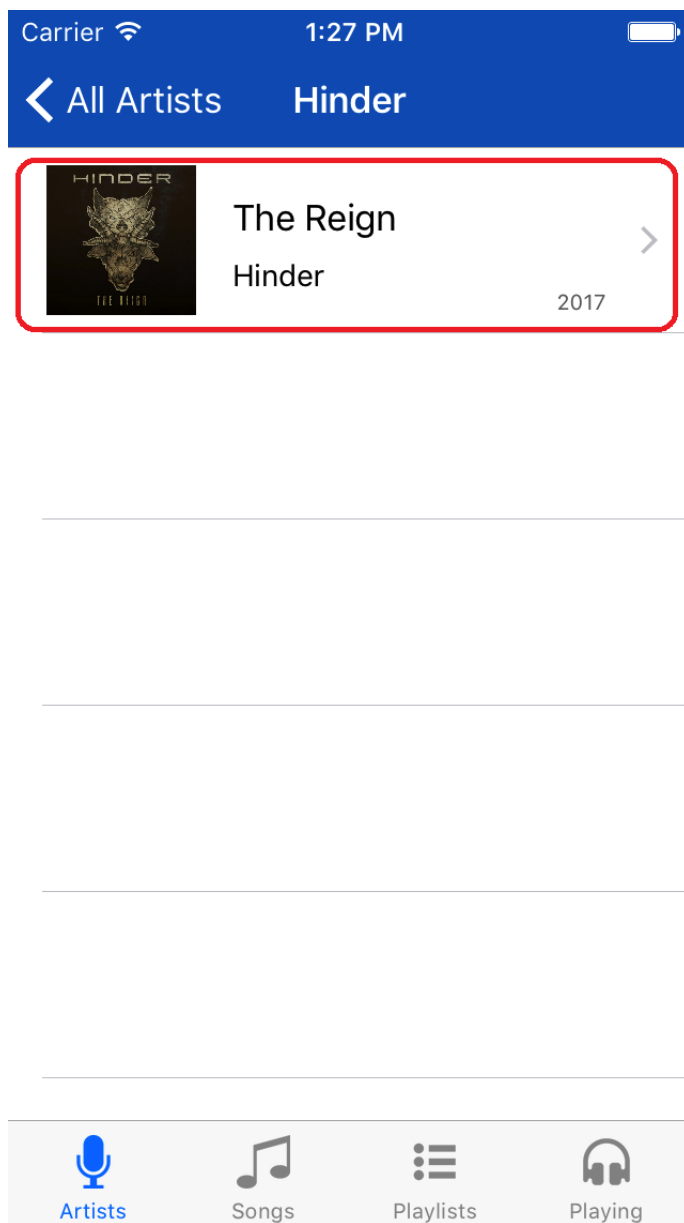 Carrier 1:27 PM
All Artists Hinder
HINDER
THE REIGN
The Reign
Hinder
2017
Artists Songs Playlists Playing